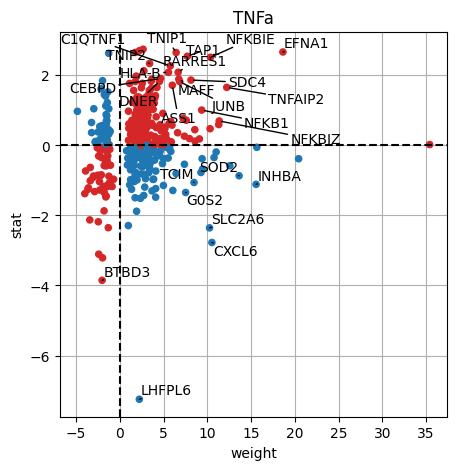 TNFa
C1QTNF1
TNIP1
NFKBIE
EFNA1
TNIP2
TAP1
RARRES1
HLA-B
SDC4
CEBPD
MAFF
TNFAIP2
DNER
JUNB
ASS1
NFKB1
NFKBIZ
SOD2
TCIM
INHBA
G0S2
SLC2A6
CXCL6
BTBD3
LHFPL6
2
0
−2
−4
−6
stat
−5 0 5 10 15 20 25 30 35
weight